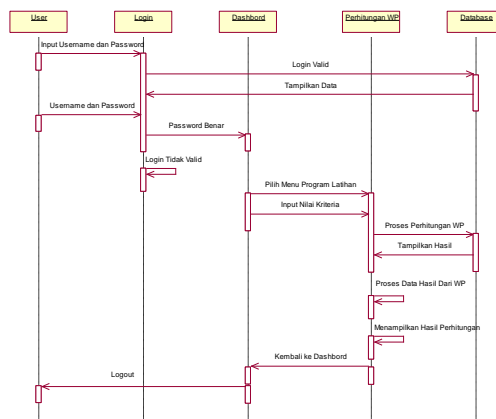 User
Login
Dashbord
Perhitungan WP
Database
Input Username dan Password
Login Valid
Tampilkan Data
Username dan Password
Password Benar
Login Tidak Valid
Pilih Menu Program Latihan
Input Nilai Kriteria
Proses Perhitungan WP
Tampilkan Hasil
Proses Data Hasil Dari WP
Menampilkan Hasil Perhitungan
Kembali ke Dashbord
Logout